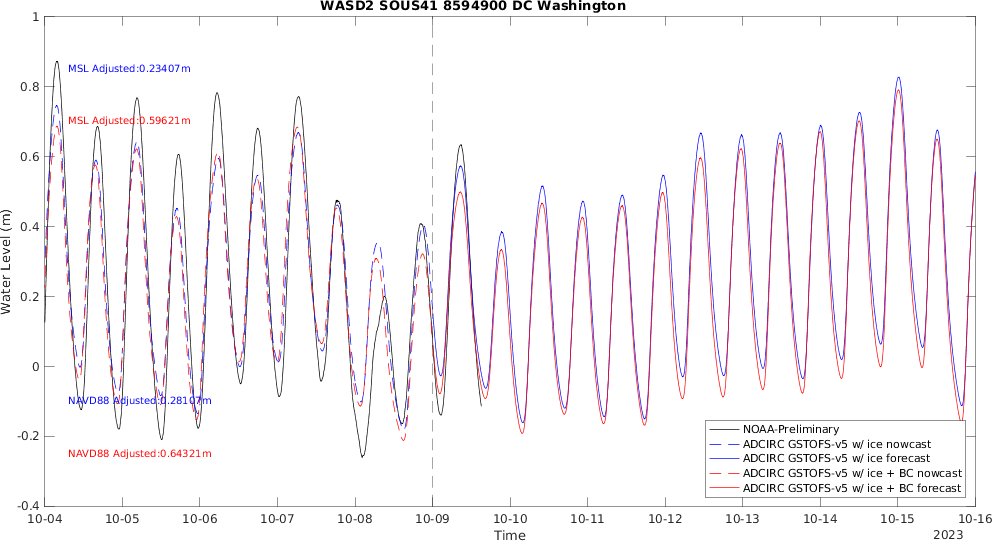 WASD2 SOUS41 8594900 DC Washington
MSL Adjusted:0.23407m
MSL Adjusted:0.59621m
NAVD88 Adjusted:0.28107m
NAVD88 Adjusted:0.64321m
Water Level (m)
1
0.8
0.6
0.4
0.2
0
-0.2
-0.4
NOAA-Preliminary
ADCIRC GSTOFS-v5 w/ ice nowcast
ADCIRC GSTOFS-v5 w/ ice forecast
ADCIRC GSTOFS-v5 w/ ice + BC nowcast
ADCIRC GSTOFS-v5 w/ ice + BC forecast
10-04 10-05 10-06 10-07 10-08 10-09 10-10 10-11 10-12 10-13 10-14 10-15 10-16
Time
2023